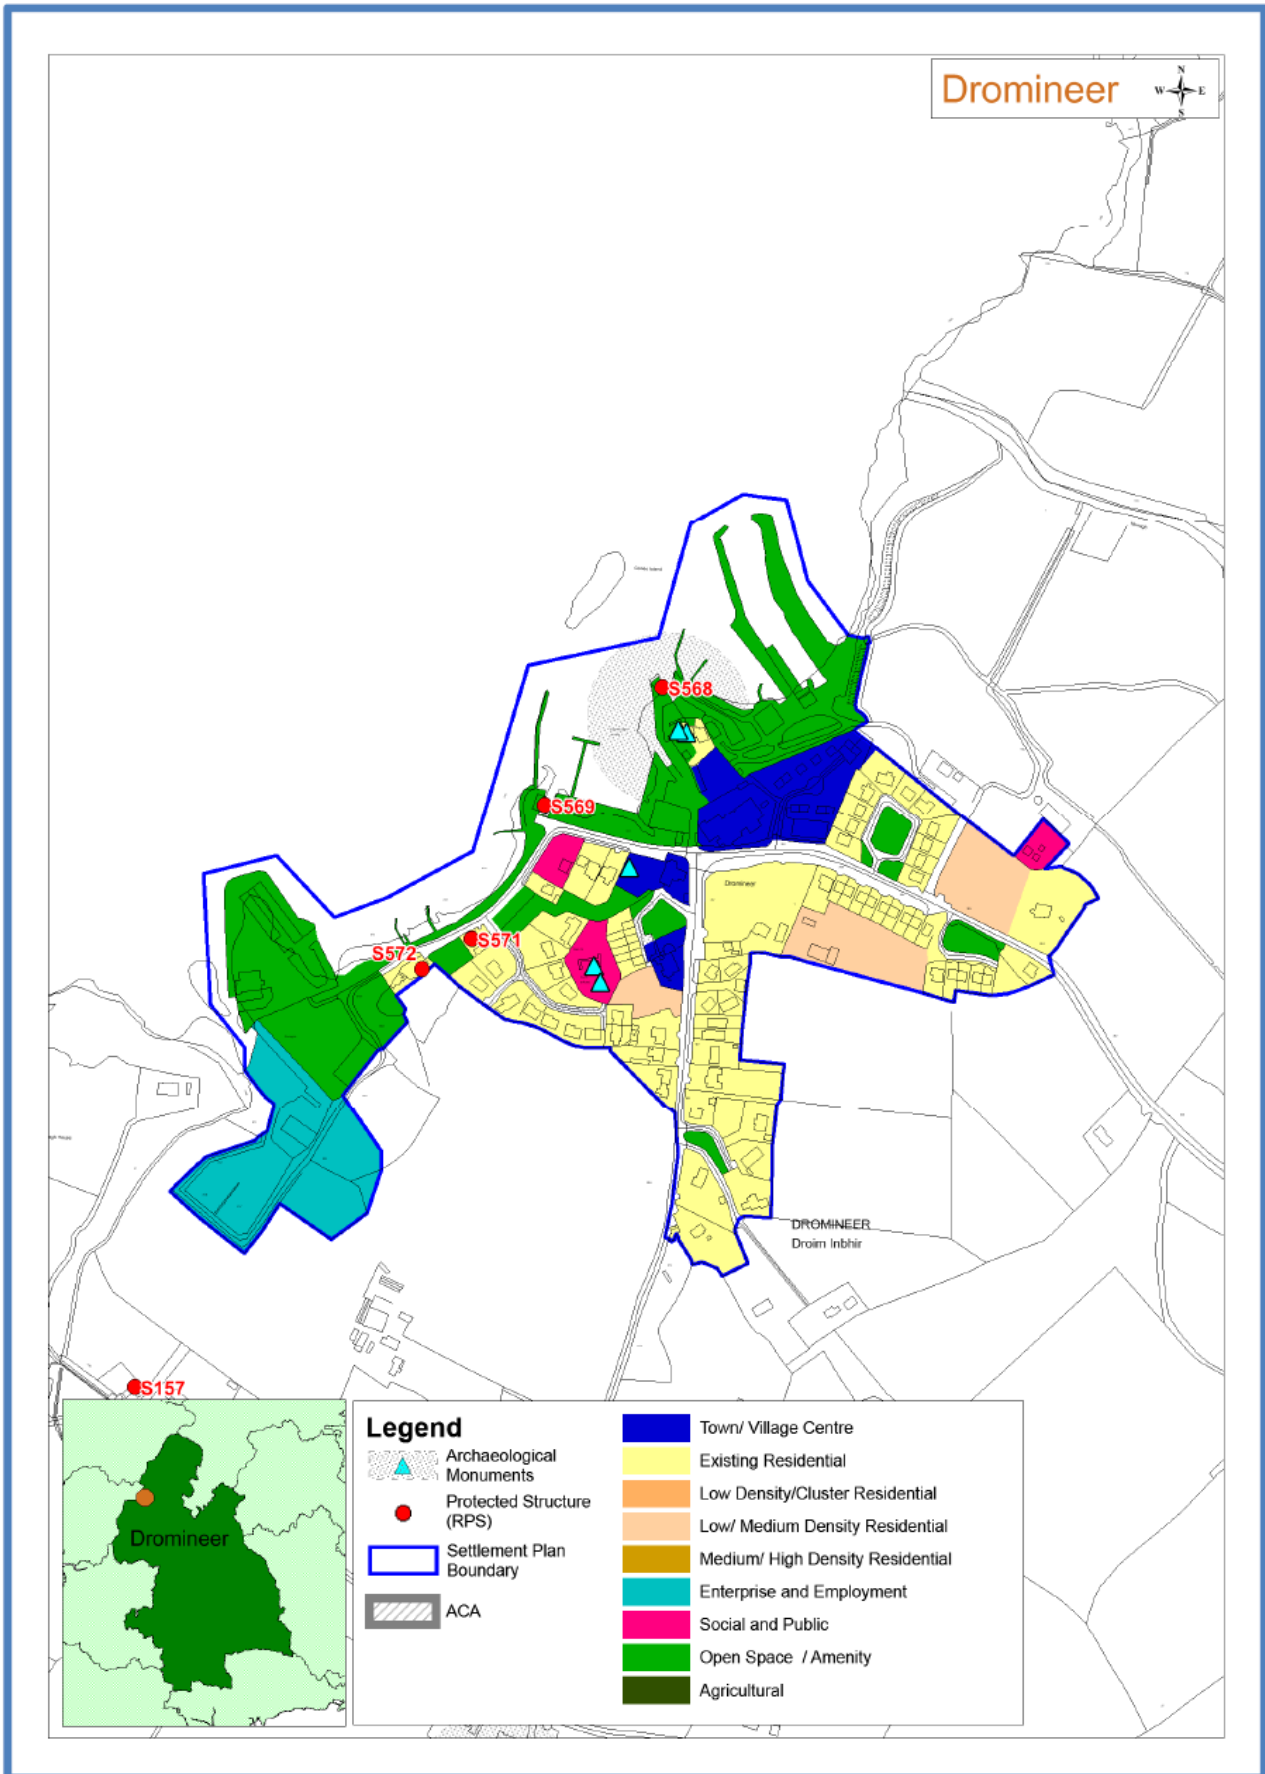 Dromineer
N
W E
S
S568
S569
Dromineer
S571
S572
DROMINEER
Droim Inbhir
S157
Dromineer
Legend
Archaeological
Monuments
Protected Structure
(RPS)
Settlement Plan
Boundary
ACA
Town/ Village Centre
Existing Residential
Low Density/Cluster Residential
Low/ Medium Density Residential
Medium/ High Density Residential
Enterprise and Employment
Social and Public
Open Space / Amenity
Agricultural